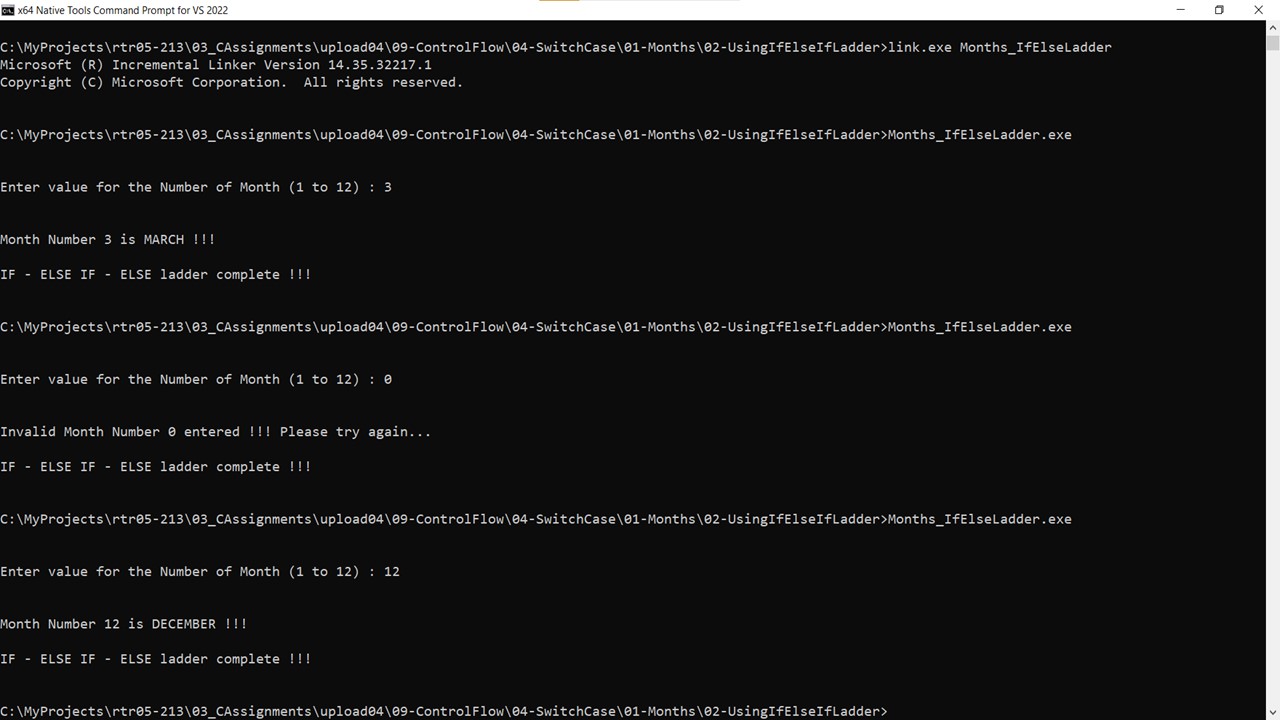 x64 Native Tools Command Prompt for VS 2022
C:\MyProjects\rtr05-213\03_CAssignments\upload04\09-ControlFlow\04-SwitchCase\01-Months\02-UsingIfElseIfLadder>link.exe Months_IfElseLadder
Microsoft (R) Incremental Linker Version 14.35.32217.1
Copyright (C) Microsoft Corporation.  All rights reserved.
C:\MyProjects\rtr05-213\03_CAssignments\upload04\09-ControlFlow\04-SwitchCase\01-Months\02-UsingIfElseIfLadder>Months_IfElseLadder.exe
Enter value for the Number of Month (1 to 12) : 3
Month Number 3 is MARCH !!!
IF - ELSE IF - ELSE ladder complete !!!
C:\MyProjects\rtr05-213\03_CAssignments\upload04\09-ControlFlow\04-SwitchCase\01-Months\02-UsingIfElseIfLadder>Months_IfElseLadder.exe
Enter value for the Number of Month (1 to 12) : 0
Invalid Month Number 0 entered !!! Please try again...
IF - ELSE IF - ELSE ladder complete !!!
C:\MyProjects\rtr05-213\03_CAssignments\upload04\09-ControlFlow\04-SwitchCase\01-Months\02-UsingIfElseIfLadder>Months_IfElseLadder.exe
Enter value for the Number of Month (1 to 12) : 12
Month Number 12 is DECEMBER !!!
IF - ELSE IF - ELSE ladder complete !!!
C:\MyProjects\rtr05-213\03_CAssignments\upload04\09-ControlFlow\04-SwitchCase\01-Months\02-UsingIfElseIfLadder>